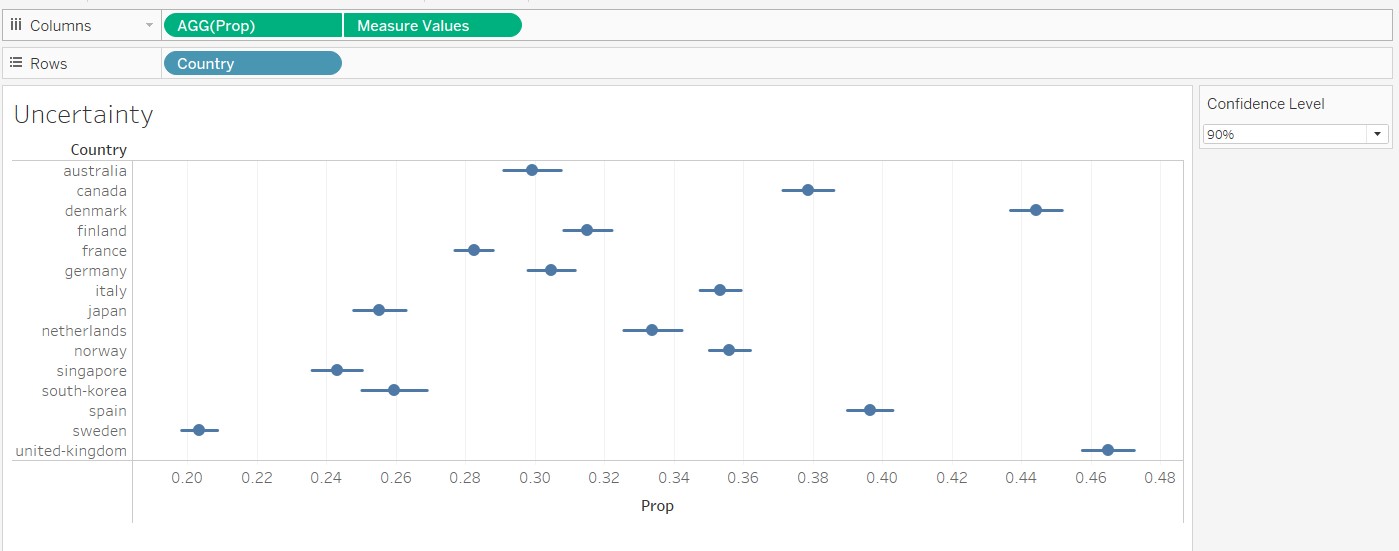 Columns AGG(Prop) Measure Values
Rows Country
Uncertainty
Confidence Level
90%
Country
australia
canada
denmark
finland
france
germany
italy
japan
netherlands
norway
singapore
south-korea
spain
sweden
united-kingdom
0.20 0.22 0.24 0.26 0.28 0.30 0.32 0.34 0.36 0.38 0.40 0.42 0.44 0.46 0.48
Prop